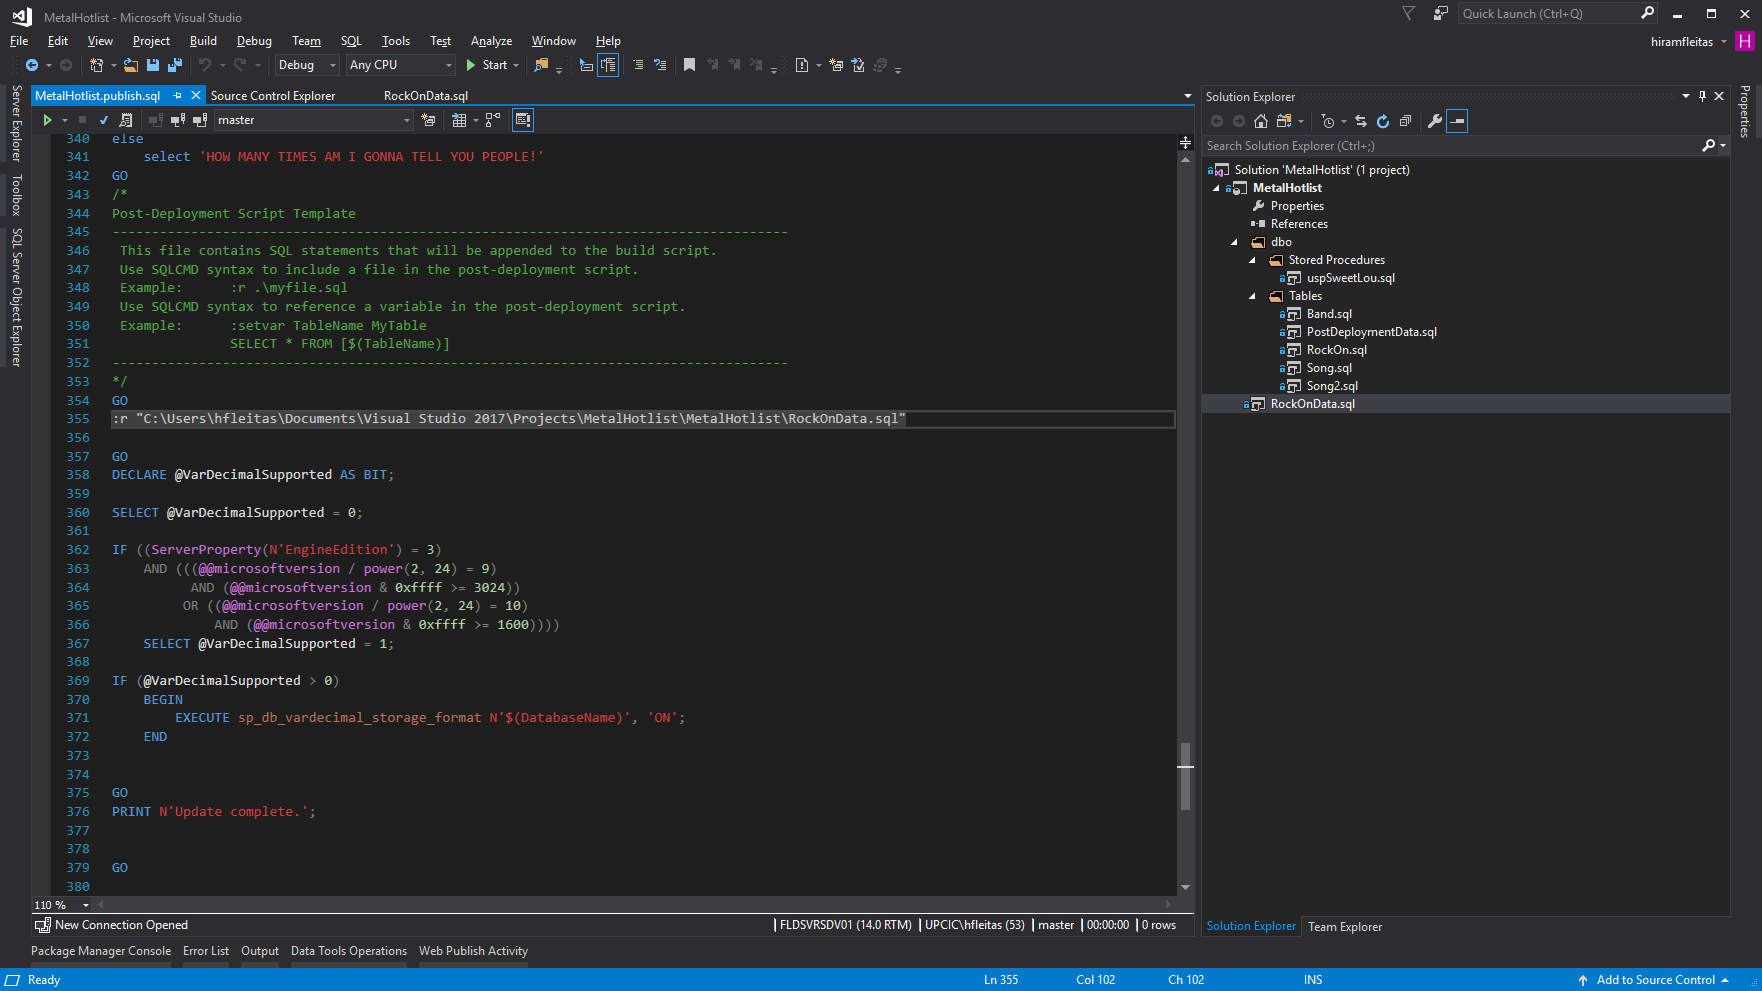 MetalHotlist - Microsoft Visual Studio
Quick Launch (Ctrl+Q)
File Edit View Project Build Debug Team SQL Tools Test Analyze Window Help
hiramfleitas H
Debug Any CPU Start
MetalHotlist.publish.sql Source Control Explorer RockOnData.sql
master
Server Explorer
Toolbox
SQL Server Object Explorer
340 else
341 select 'HOW MANY TIMES AM I GONNA TELL YOU PEOPLE!'
342 GO
343 /*
344 Post-Deployment Script Template
345 --------------------------------------------------------------------------------------
346 This file contains SQL statements that will be appended to the build script.
347 Use SQLCMD syntax to include a file in the post-deployment script.
348 Example: :r .\myfile.sql
349 Use SQLCMD syntax to reference a variable in the post-deployment script.
350 Example: :setvar TableName MyTable
351 SELECT * FROM [$(TableName)]
352 --------------------------------------------------------------------------------------
353 */
354 GO
355 :r "C:\Users\hfleitas\Documents\Visual Studio 2017\Projects\MetalHotlist\MetalHotlist\RockOnData.sql"
356
357 GO
358 DECLARE @VarDecimalSupported AS BIT;
359
360 SELECT @VarDecimalSupported = 0;
361
362 IF ((ServerProperty(N'EngineEdition') = 3)
363 AND (((@@microsoftversion / power(2, 24) = 9)
364 AND (@@microsoftversion & 0xffff >= 3024))
365 OR ((@@microsoftversion / power(2, 24) = 10)
366 AND (@@microsoftversion & 0xffff >= 1600))))
367 SELECT @VarDecimalSupported = 1;
368
369 IF (@VarDecimalSupported > 0)
370 BEGIN
371 EXECUTE sp_db_vardecimal_storage_format N'$(DatabaseName)', 'ON';
372 END
373
374
375 GO
376 PRINT N'Update complete.';
377
378
379 GO
380
110 %
New Connection Opened
FLDSVRSDV01 (14.0 RTM) UPCIC\hfleitas (53) master 00:00:00 0 rows
Solution Explorer
Search Solution Explorer (Ctrl+;)
Solution 'MetalHotlist' (1 project)
MetalHotlist
Properties
References
dbo
Stored Procedures
uspSweetLou.sql
Tables
Band.sql
PostDeploymentData.sql
RockOn.sql
Song.sql
Song2.sql
RockOnData.sql
Solution Explorer Team Explorer
Properties
Package Manager Console Error List Output Data Tools Operations Web Publish Activity
Ready Ln 355 Col 102 Ch 102 INS Add to Source Control